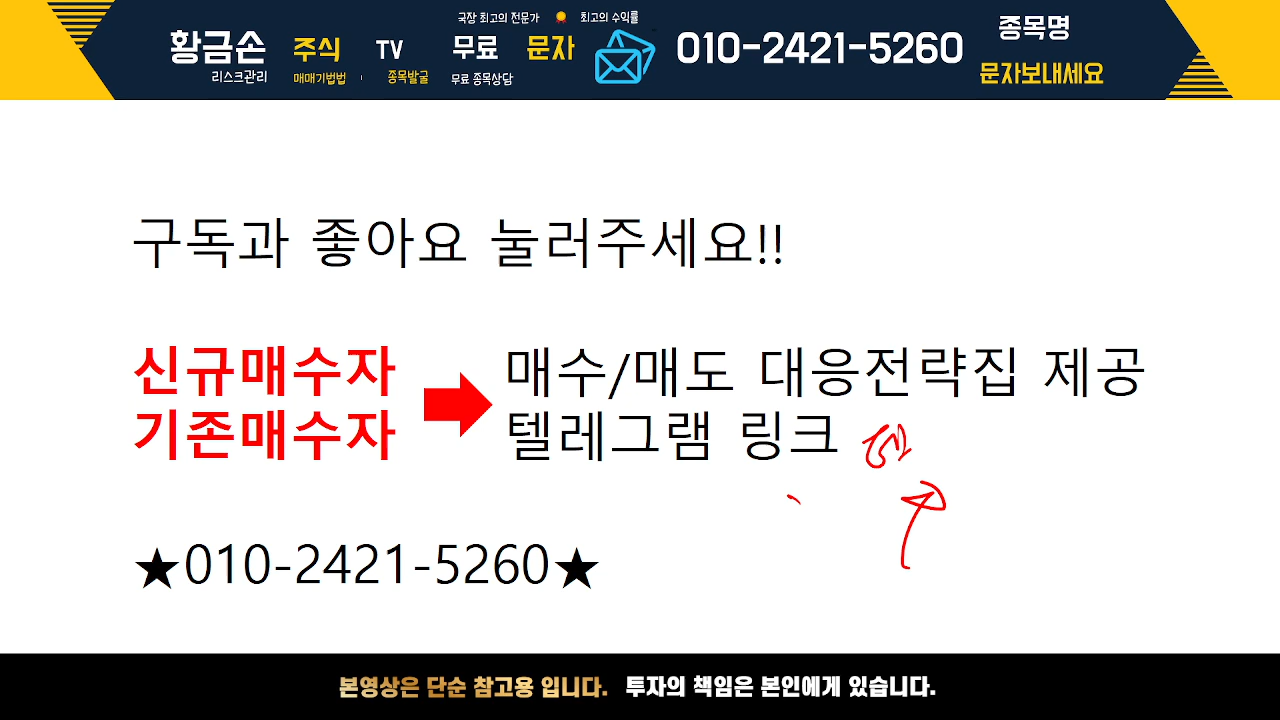 국장 최고의 전문가 최고의 수익률
황금손 주식 TV 무료 문자 010-2421-5260 종목명
리스크관리 매매기법법 종목발굴 무료 종목상담 문자보내세요
구독과 좋아요 눌러주세요!!
신규매수자 매수/매도 대응전략집 제공
기존매수자 텔레그램 링크
★010-2421-5260★
본영상은 단순 참고용 입니다. 투자의 책임은 본인에게 있습니다.